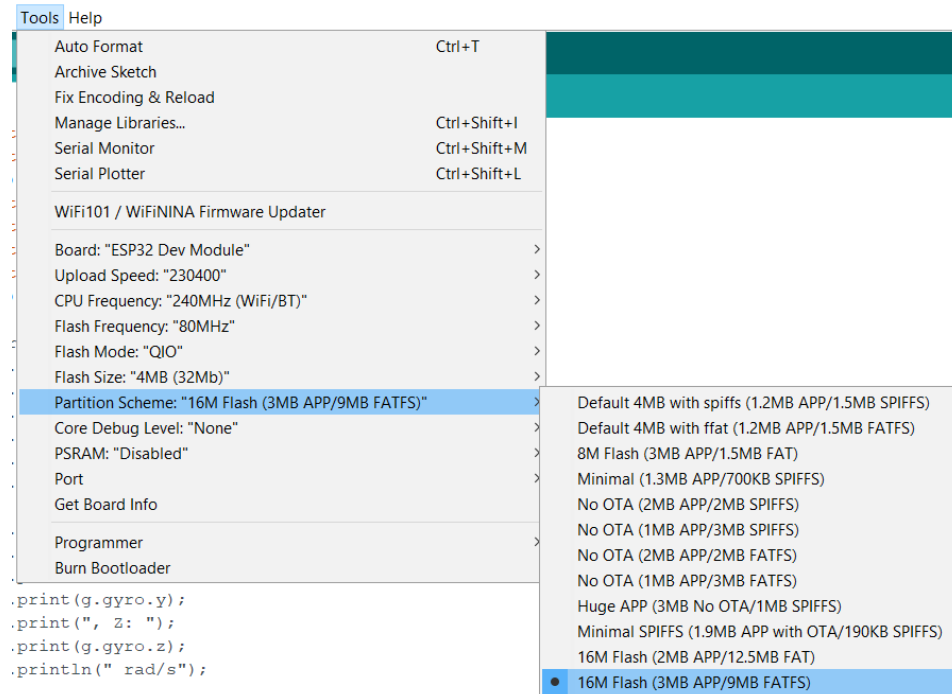 Tools Help
Auto Format Ctrl+T
Archive Sketch
Fix Encoding & Reload
Manage Libraries... Ctrl+Shift+I
Serial Monitor Ctrl+Shift+M
Serial Plotter Ctrl+Shift+L
WiFi101 / WiFiNINA Firmware Updater
Board: "ESP32 Dev Module"
Upload Speed: "230400"
CPU Frequency: "240MHz (WiFi/BT)"
Flash Frequency: "80MHz"
Flash Mode: "QIO"
Flash Size: "4MB (32Mb)"
Partition Scheme: "16M Flash (3MB APP/9MB FATFS)"
Core Debug Level: "None"
PSRAM: "Disabled"
Port
Get Board Info
Programmer
Burn Bootloader
Default 4MB with spiffs (1.2MB APP/1.5MB SPIFFS)
Default 4MB with ffat (1.2MB APP/1.5MB FATFS)
8M Flash (3MB APP/1.5MB FAT)
Minimal (1.3MB APP/700KB SPIFFS)
No OTA (2MB APP/2MB SPIFFS)
No OTA (1MB APP/3MB SPIFFS)
No OTA (2MB APP/2MB FATFS)
No OTA (1MB APP/3MB FATFS)
Huge APP (3MB No OTA/1MB SPIFFS)
Minimal SPIFFS (1.9MB APP with OTA/190KB SPIFFS)
16M Flash (2MB APP/12.5MB FAT)
16M Flash (3MB APP/9MB FATFS)
.print(g.gyro.y);
.print(", Z: ");
.print(g.gyro.z);
.println(" rad/s");